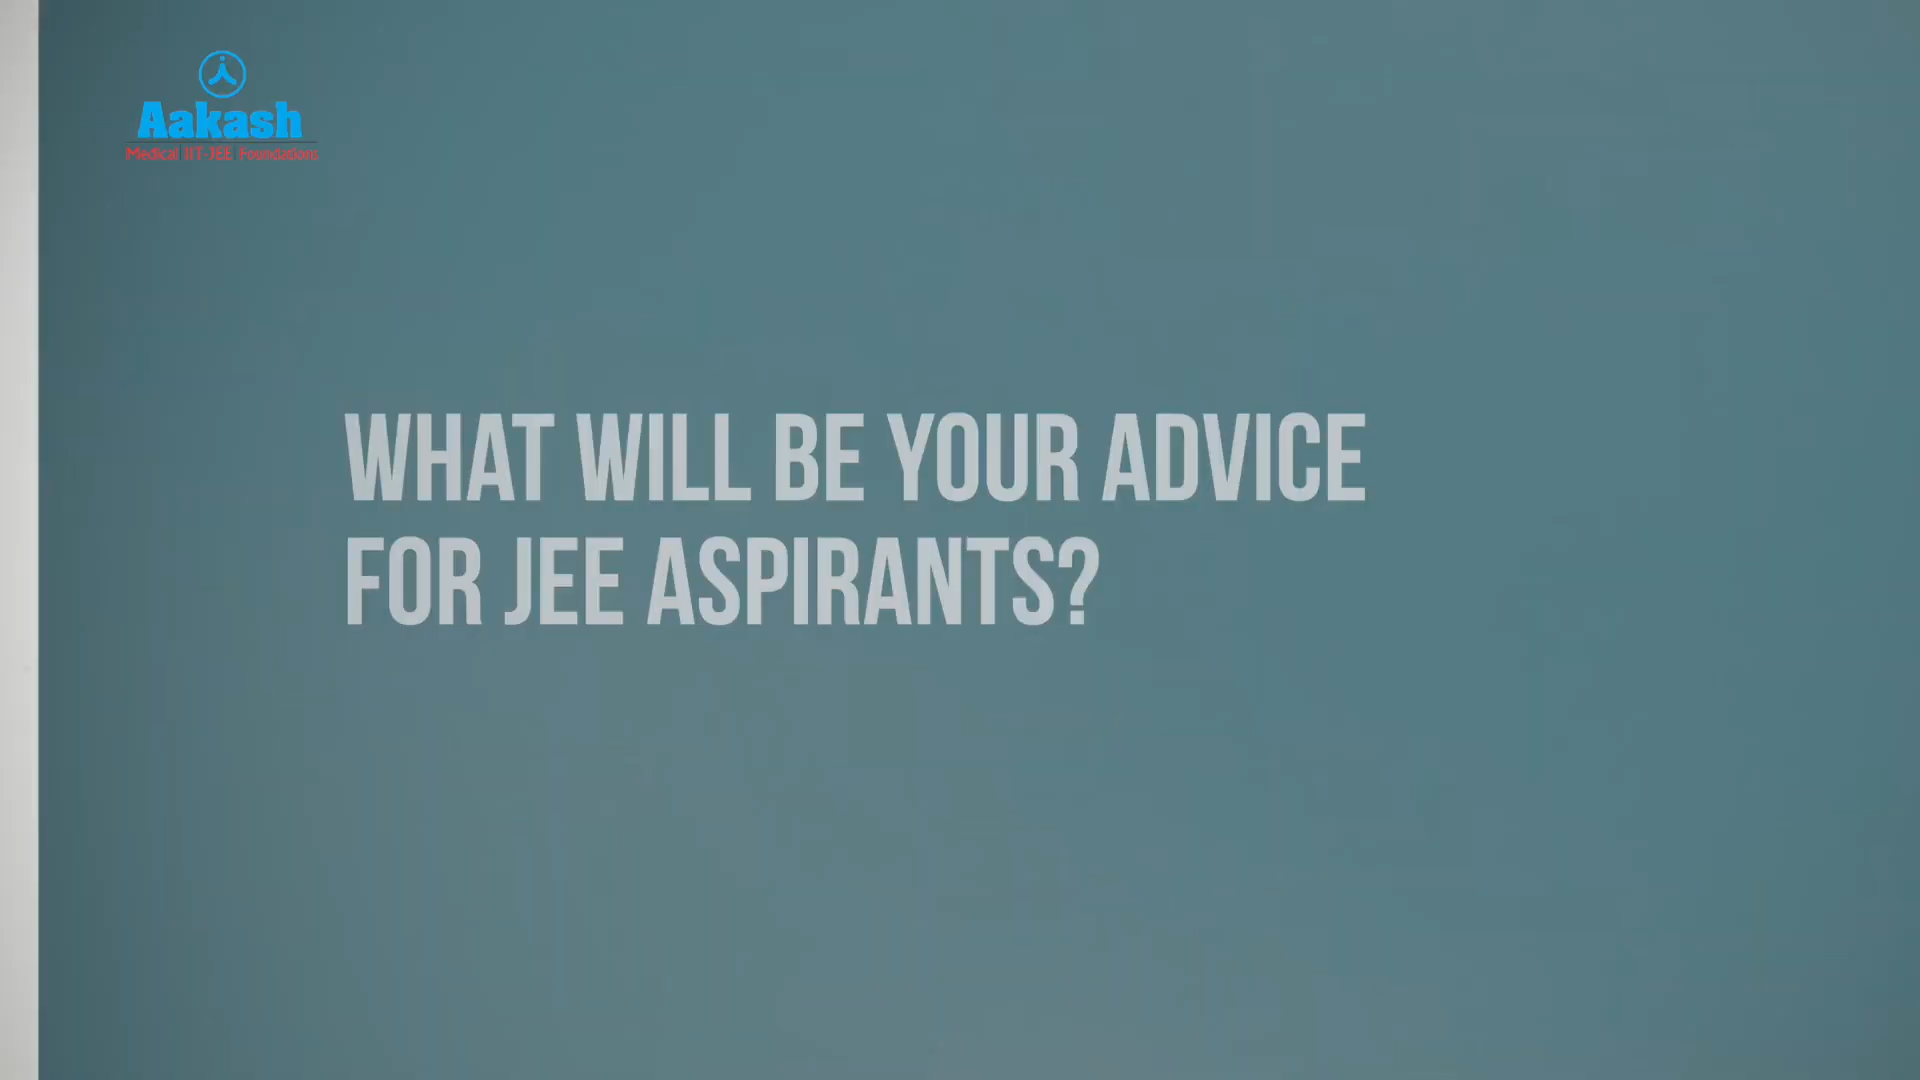 Aakash
Medical|IIT-JEE|Foundations
WHAT WILL BE YOUR ADVICE
FOR JEE ASPIRANTS?